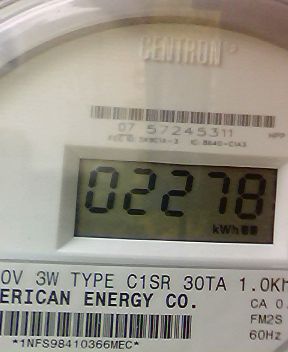 CENTRON®
07 57245311
02278
kWh
0V 3W TYPE C1SR 30TA 1.0Kh
ERICAN ENERGY CO.
CA 0.
FM2S
60Hz
*1NFS98410366MEC*